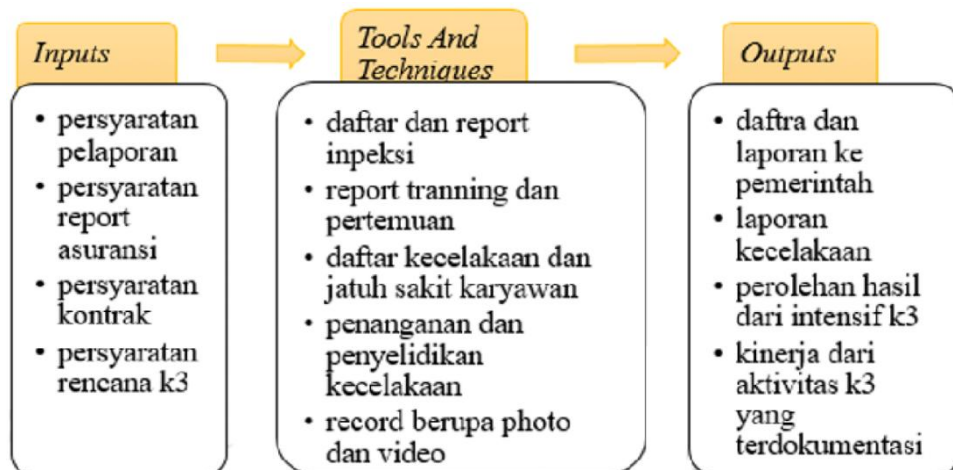 Inputs
persyaratan
pelaporan
persyaratan
report
asuransi
persyaratan
kontrak
persyaratan
rencana k3
Tools And
Techniques
daftar dan report
inpeksi
report tranning dan
pertemuan
daftar kecelakaan dan
jatuh sakit karyawan
penanganan dan
penyelidikan
kecelakaan
record berupa photo
dan video
Outputs
daftra dan
laporan ke
pemerintah
laporan
kecelakaan
perolehan hasil
dari intensif k3
kinerja dari
aktivitas k3
yang
terdokumentasi